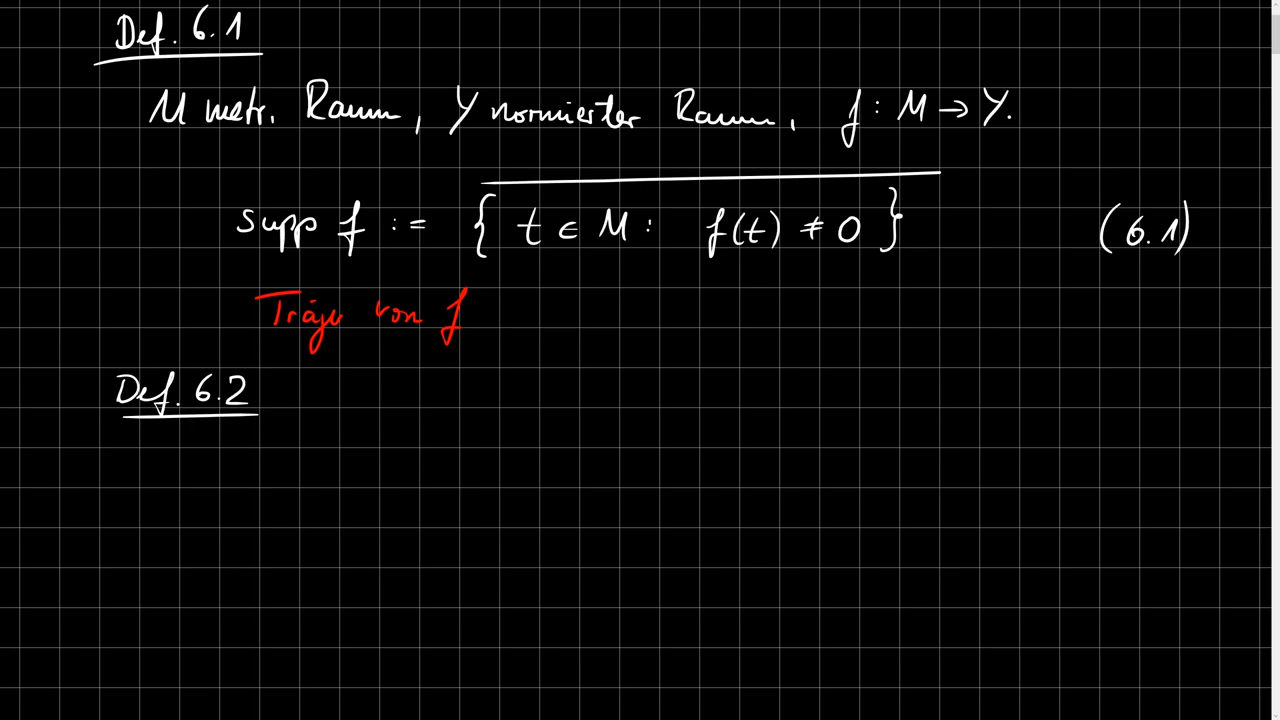 Def. 6.1
M metr. Raum, Y normierter Raum, f : M → Y.
supp f := { t ∈ M : f(t) ≠ 0 } (6.1)
Träger von f
Def. 6.2